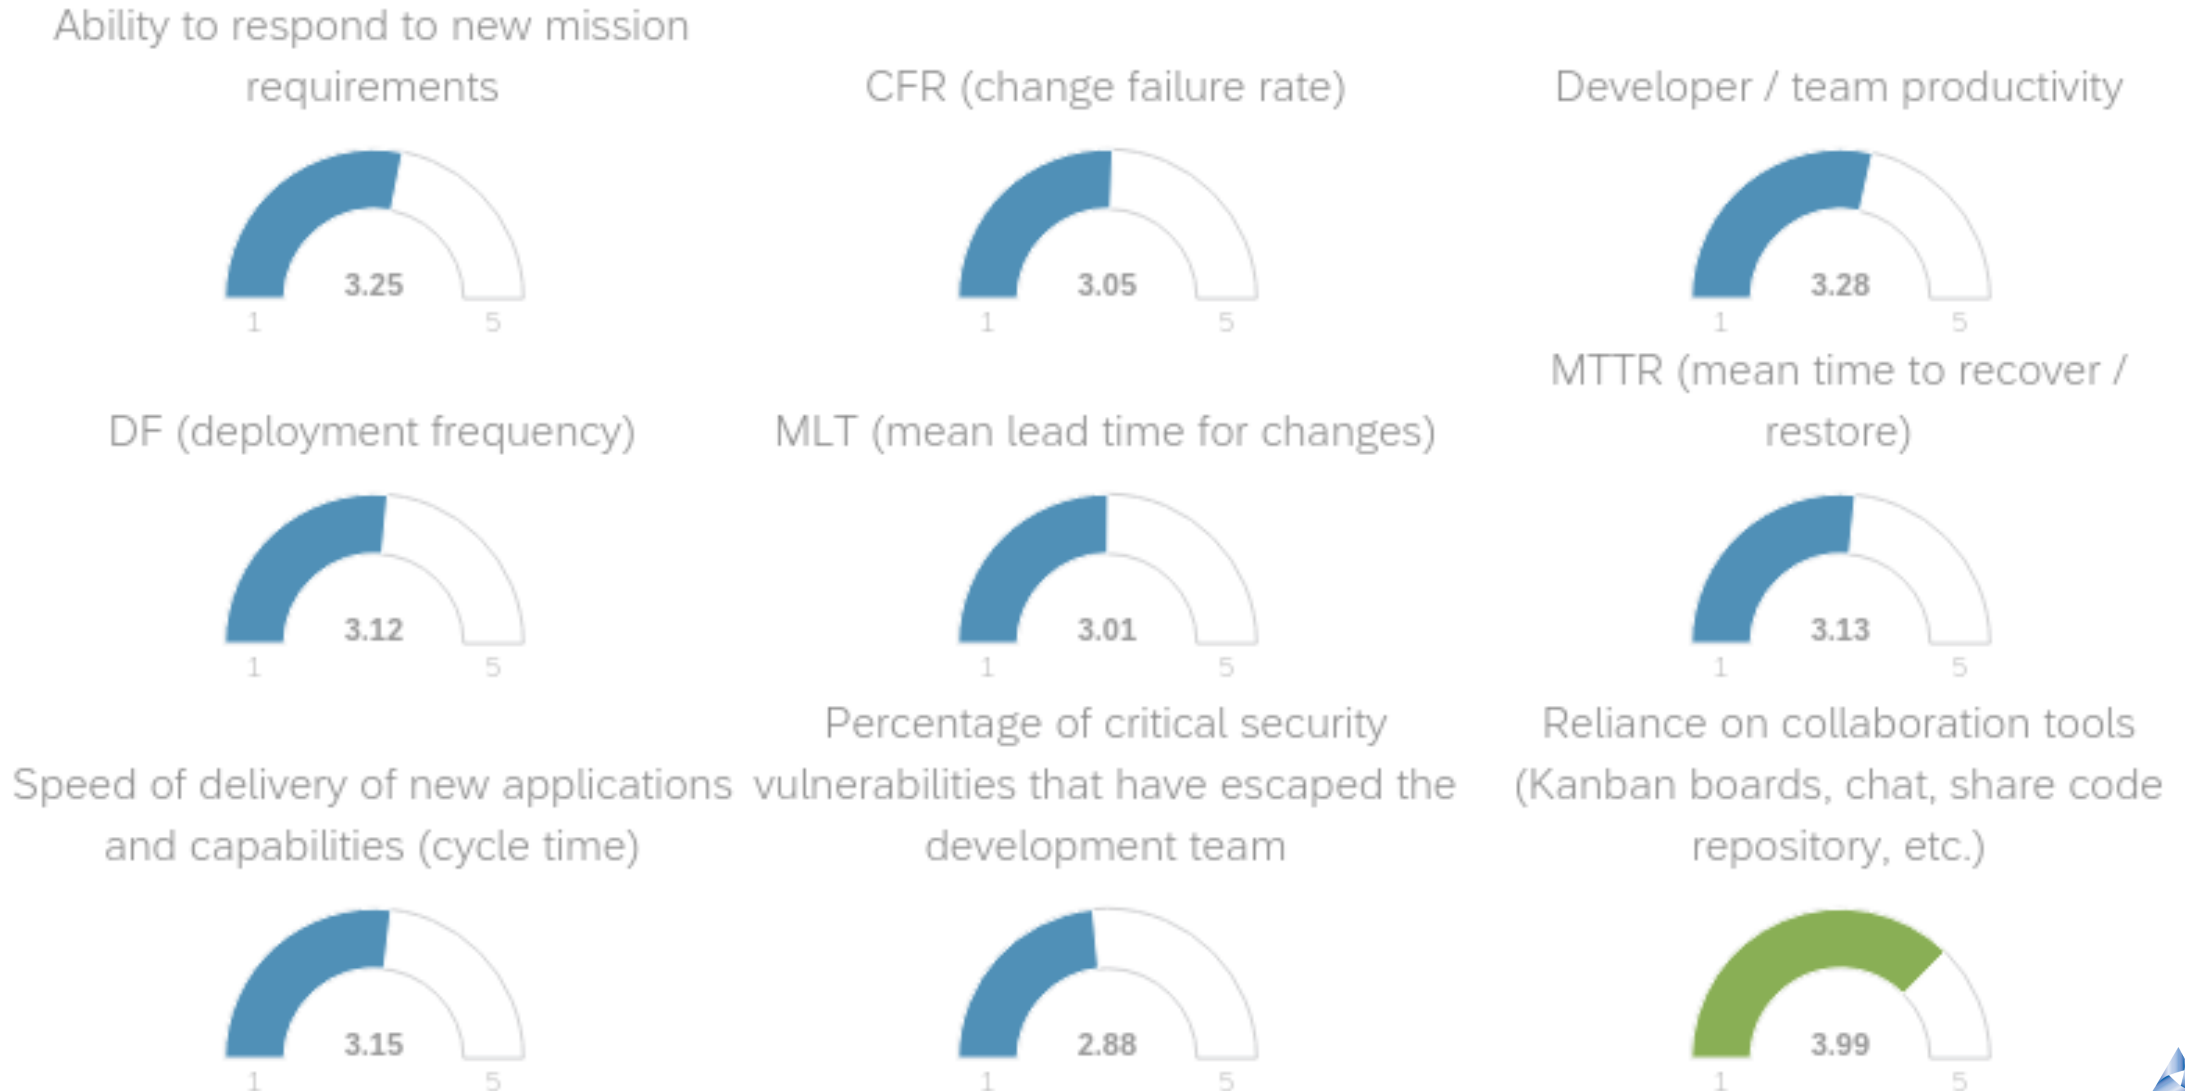 Ability to respond to new mission
requirements
3.25
1 5
CFR (change failure rate)
3.05
1 5
Developer / team productivity
3.28
1 5
DF (deployment frequency)
3.12
1 5
MLT (mean lead time for changes)
3.01
1 5
MTTR (mean time to recover /
restore)
3.13
1 5
Speed of delivery of new applications
and capabilities (cycle time)
3.15
1 5
Percentage of critical security
vulnerabilities that have escaped the
development team
2.88
1 5
Reliance on collaboration tools
(Kanban boards, chat, share code
repository, etc.)
3.99
1 5